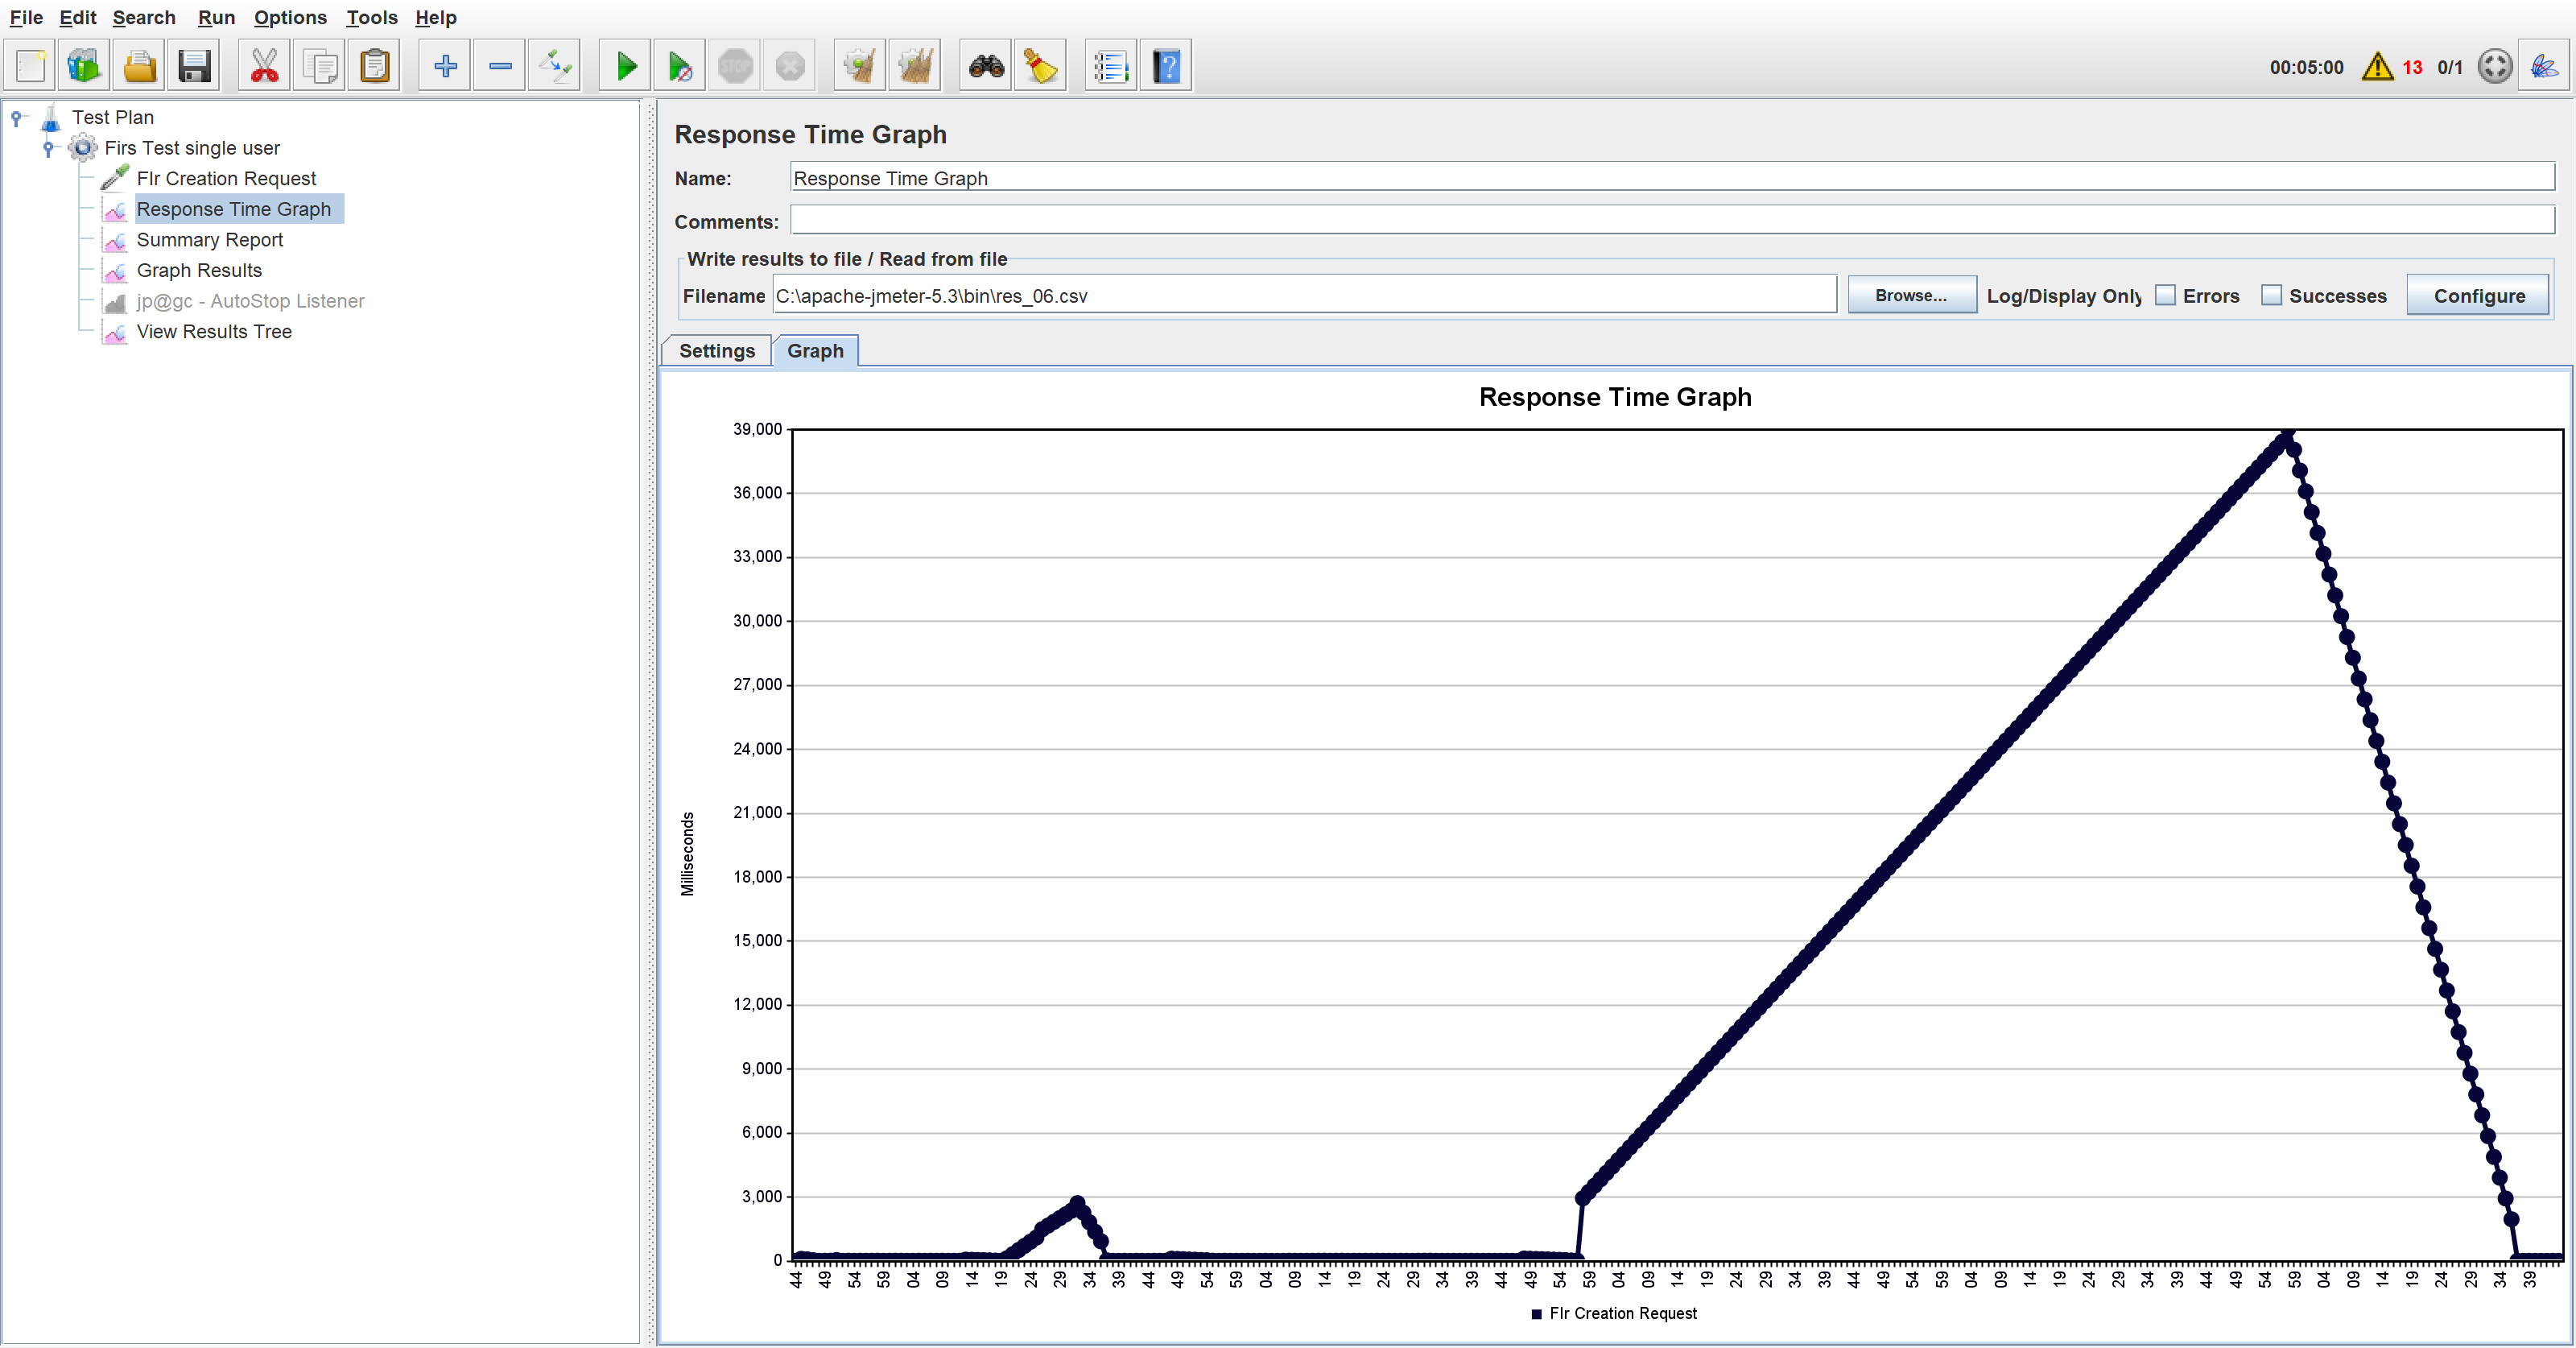 File Edit Search Run Options Tools Help
STOP
?
00:05:00 13 0/1
Test Plan
Firs Test single user
FIr Creation Request
Response Time Graph
Summary Report
Graph Results
jp@gc - AutoStop Listener
View Results Tree
Response Time Graph
Name: Response Time Graph
Comments:
Write results to file / Read from file
Filename C:\apache-jmeter-5.3\bin\res_06.csv Browse... Log/Display Only Errors Successes Configure
Settings Graph
Response Time Graph
39,000
36,000
33,000
30,000
27,000
24,000
21,000
18,000
15,000
12,000
9,000
6,000
3,000
0
Milliseconds
44 49 54 59 04 09 14 19 24 29 34 39 44 49 54 59 04 09 14 19 24 29 34 39 44 49 54 59 04 09 14 19 24 29 34 39 44 49 54 59 04 09 14 19 24 29 34 39 44 49 54 59 04 09 14 19 24 29 34 39
FIr Creation Request